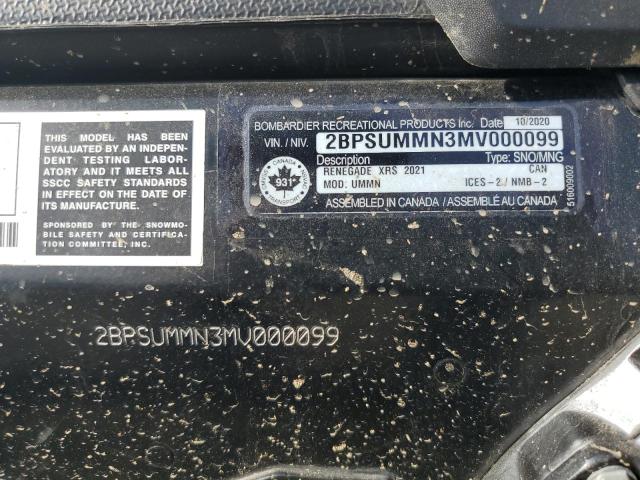 THIS MODEL HAS BEEN
EVALUATED BY AN INDEPEN-
DENT TESTING LABOR-
ATORY AND IT MEETS ALL
SSCC SAFETY STANDARDS
IN EFFECT ON THE DATE OF
ITS MANUFACTURE.
SPONSORED BY THE SNOWMO-
BILE SAFETY AND CERTIFICA-
TION COMMITTEE, INC.
BOMBARDIER RECREATIONAL PRODUCTS Inc. Date 10/2020
VIN. / NIV. 2BPSUMMN3MV000099
Description Type: SNO/MNG
RENEGADE XRS 2021 CAN
MOD. UMMN ICES-2 / NMB-2
ASSEMBLED IN CANADA / ASSEMBLÉ AU CANADA
CANADA
931
TRANSPORT
516009002
2BPSUMMN3MV000099